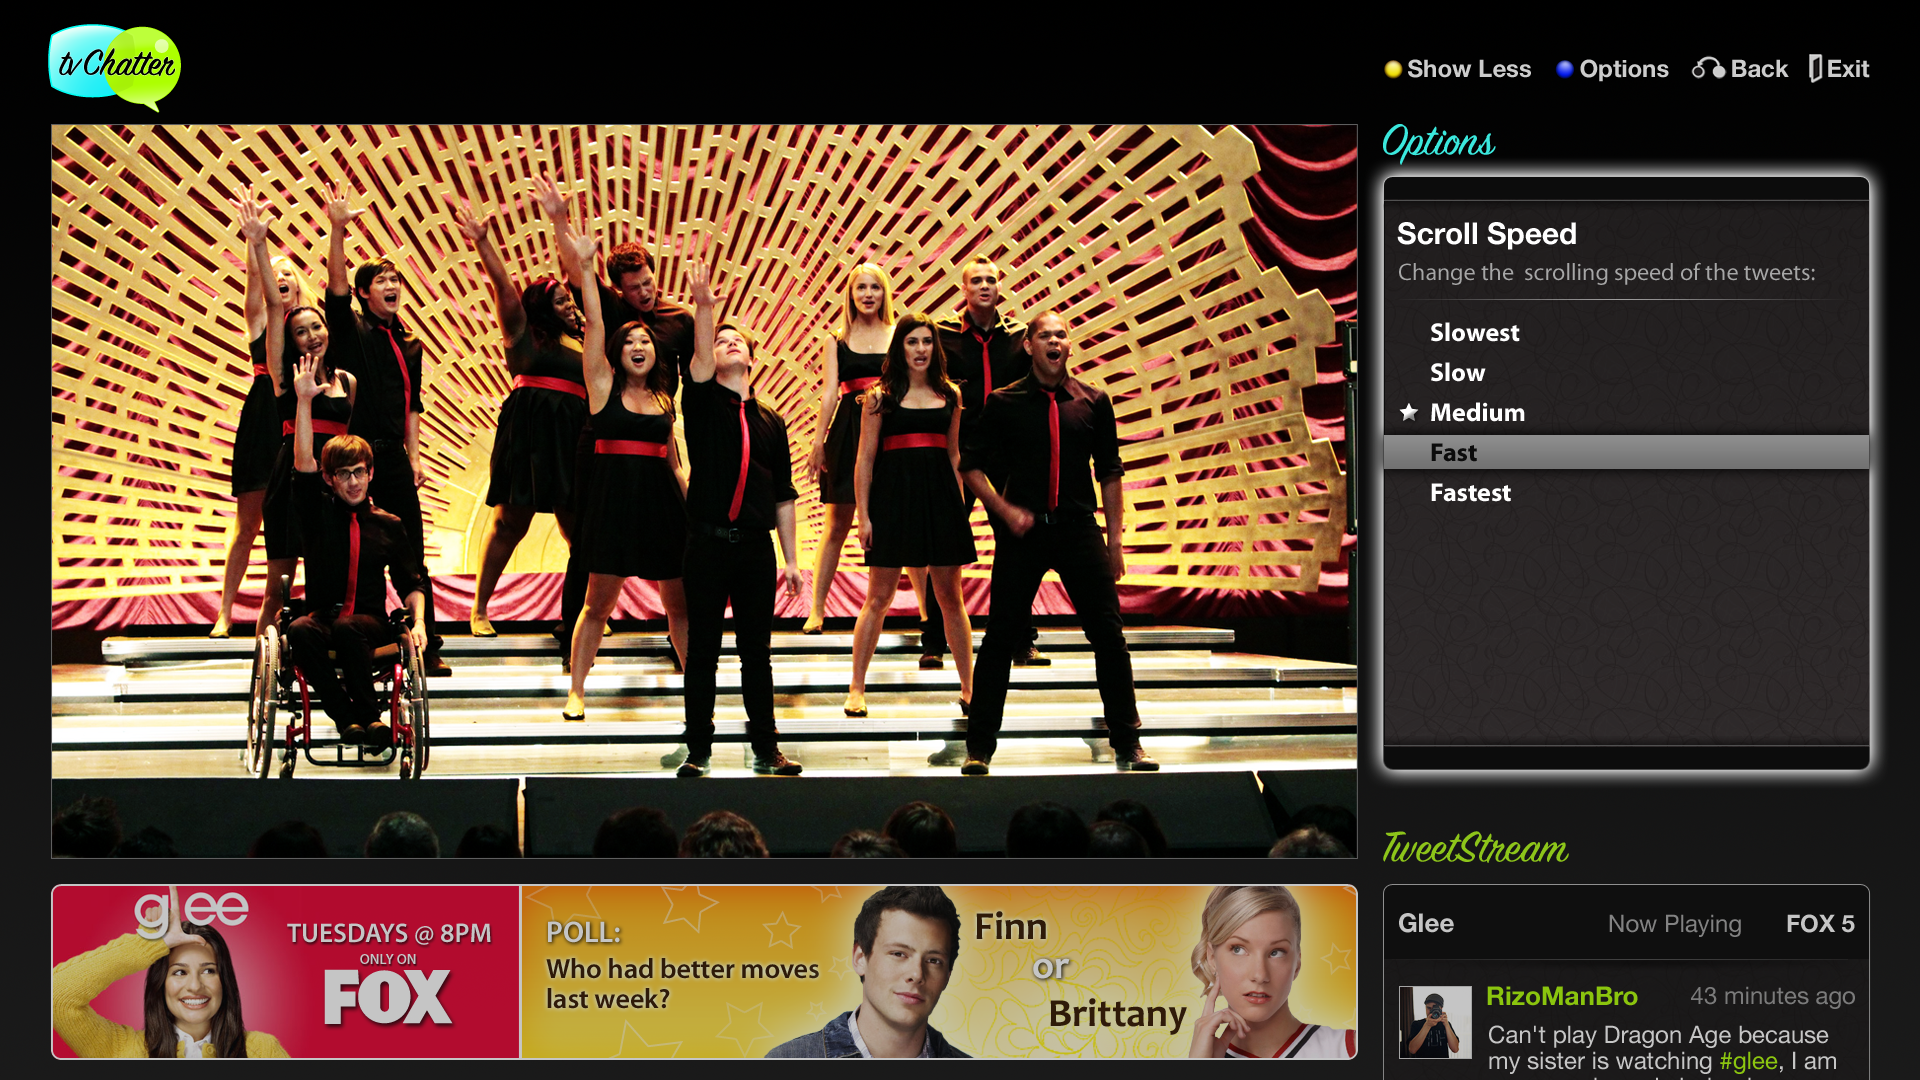 tv Chatter
Show Less Options Back Exit
Options
Scroll Speed
Change the scrolling speed of the tweets:
Slowest
Slow
Medium
Fast
Fastest
glee
TUESDAYS @ 8PM
ONLY ON
FOX
POLL:
Who had better moves
last week?
Finn
or
Brittany
TweetStream
Glee Now Playing FOX 5
RizoManBro 43 minutes ago
Can't play Dragon Age because
my sister is watching #glee, I am